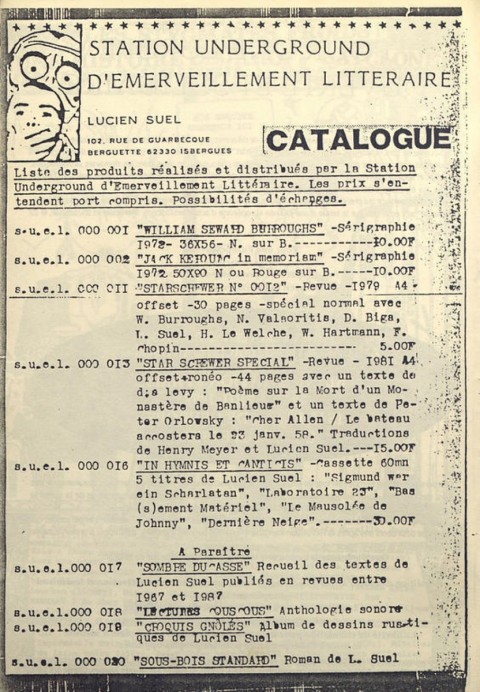 STATION UNDERGROUND
D'EMERVEILLEMENT LITTERAIRE
LUCIEN SUEL
102, RUE DE GUARBECQUE
BERGUETTE 62330 ISBERGUES
CATALOGUE
Liste des produits réalisés et distribués par la Station
Underground d'Emerveillement Littéraire. Les prix s'en-
tendent port compris. Possibilités d'échanges.
s.u.e.l. 000 001 "WILLIAM SEWARD BURROUGHS" -Sérigraphie
1972- 36X56- N. sur B.------------10.00F
s.u.e.l. 000 002 "JACK KEROUAC in memoriam" -Sérigraphie
1972 50X90 N ou Rouge sur B.-----10.00F
s.u.e.l. 000 011 "STARSCREWER N° 0012" -Revue -1979 A4-
offset -30 pages -spécial normal avec
W. Burroughs, N. Valaoritis, D. Biga,
L. Suel, H. Le Welche, W. Hartmann, F.
Chopin-------------------- 5.00F
s.u.e.l. 000 013 "STAR SCREWER SPECIAL" -Revue - 1981 A4
offset+ronéo -44 pages avec un texte de
d.a levy : "Poème sur la Mort d'un Mo-
nastère de Banlieue" et un texte de Pe-
ter Orlowsky : "Cher Allen / Le bateau
accostera le 23 janv. 58." Traductions
de Henry Meyer et Lucien Suel.---15.00F
s.u.e.l. 000 016 "IN HYMNIS ET CANTICIS" -Cassette 60mn
5 titres de Lucien Suel : "Sigmund war
ein Scharlatan", "Laboratoire 23", "Bas
(s)ement Matériel", "Le Mausolée de
Johnny", "Dernière Neige".-------30.00F
A Paraître
s.u.e.l.000 017 "SOMBRE DUCASSE" Recueil des textes de
Lucien Suel publiés en revues entre
1967 et 1987
s.u.e.l.000 018 "LECTURES COUSCOUS" Anthologie sonore
s.u.e.l.000 019 "CROQUIS GNÔLÉS" Album de dessins rusti-
ques de Lucien Suel
s.u.e.l. 000 020 "SOUS-BOIS STANDARD" Roman de L. Suel